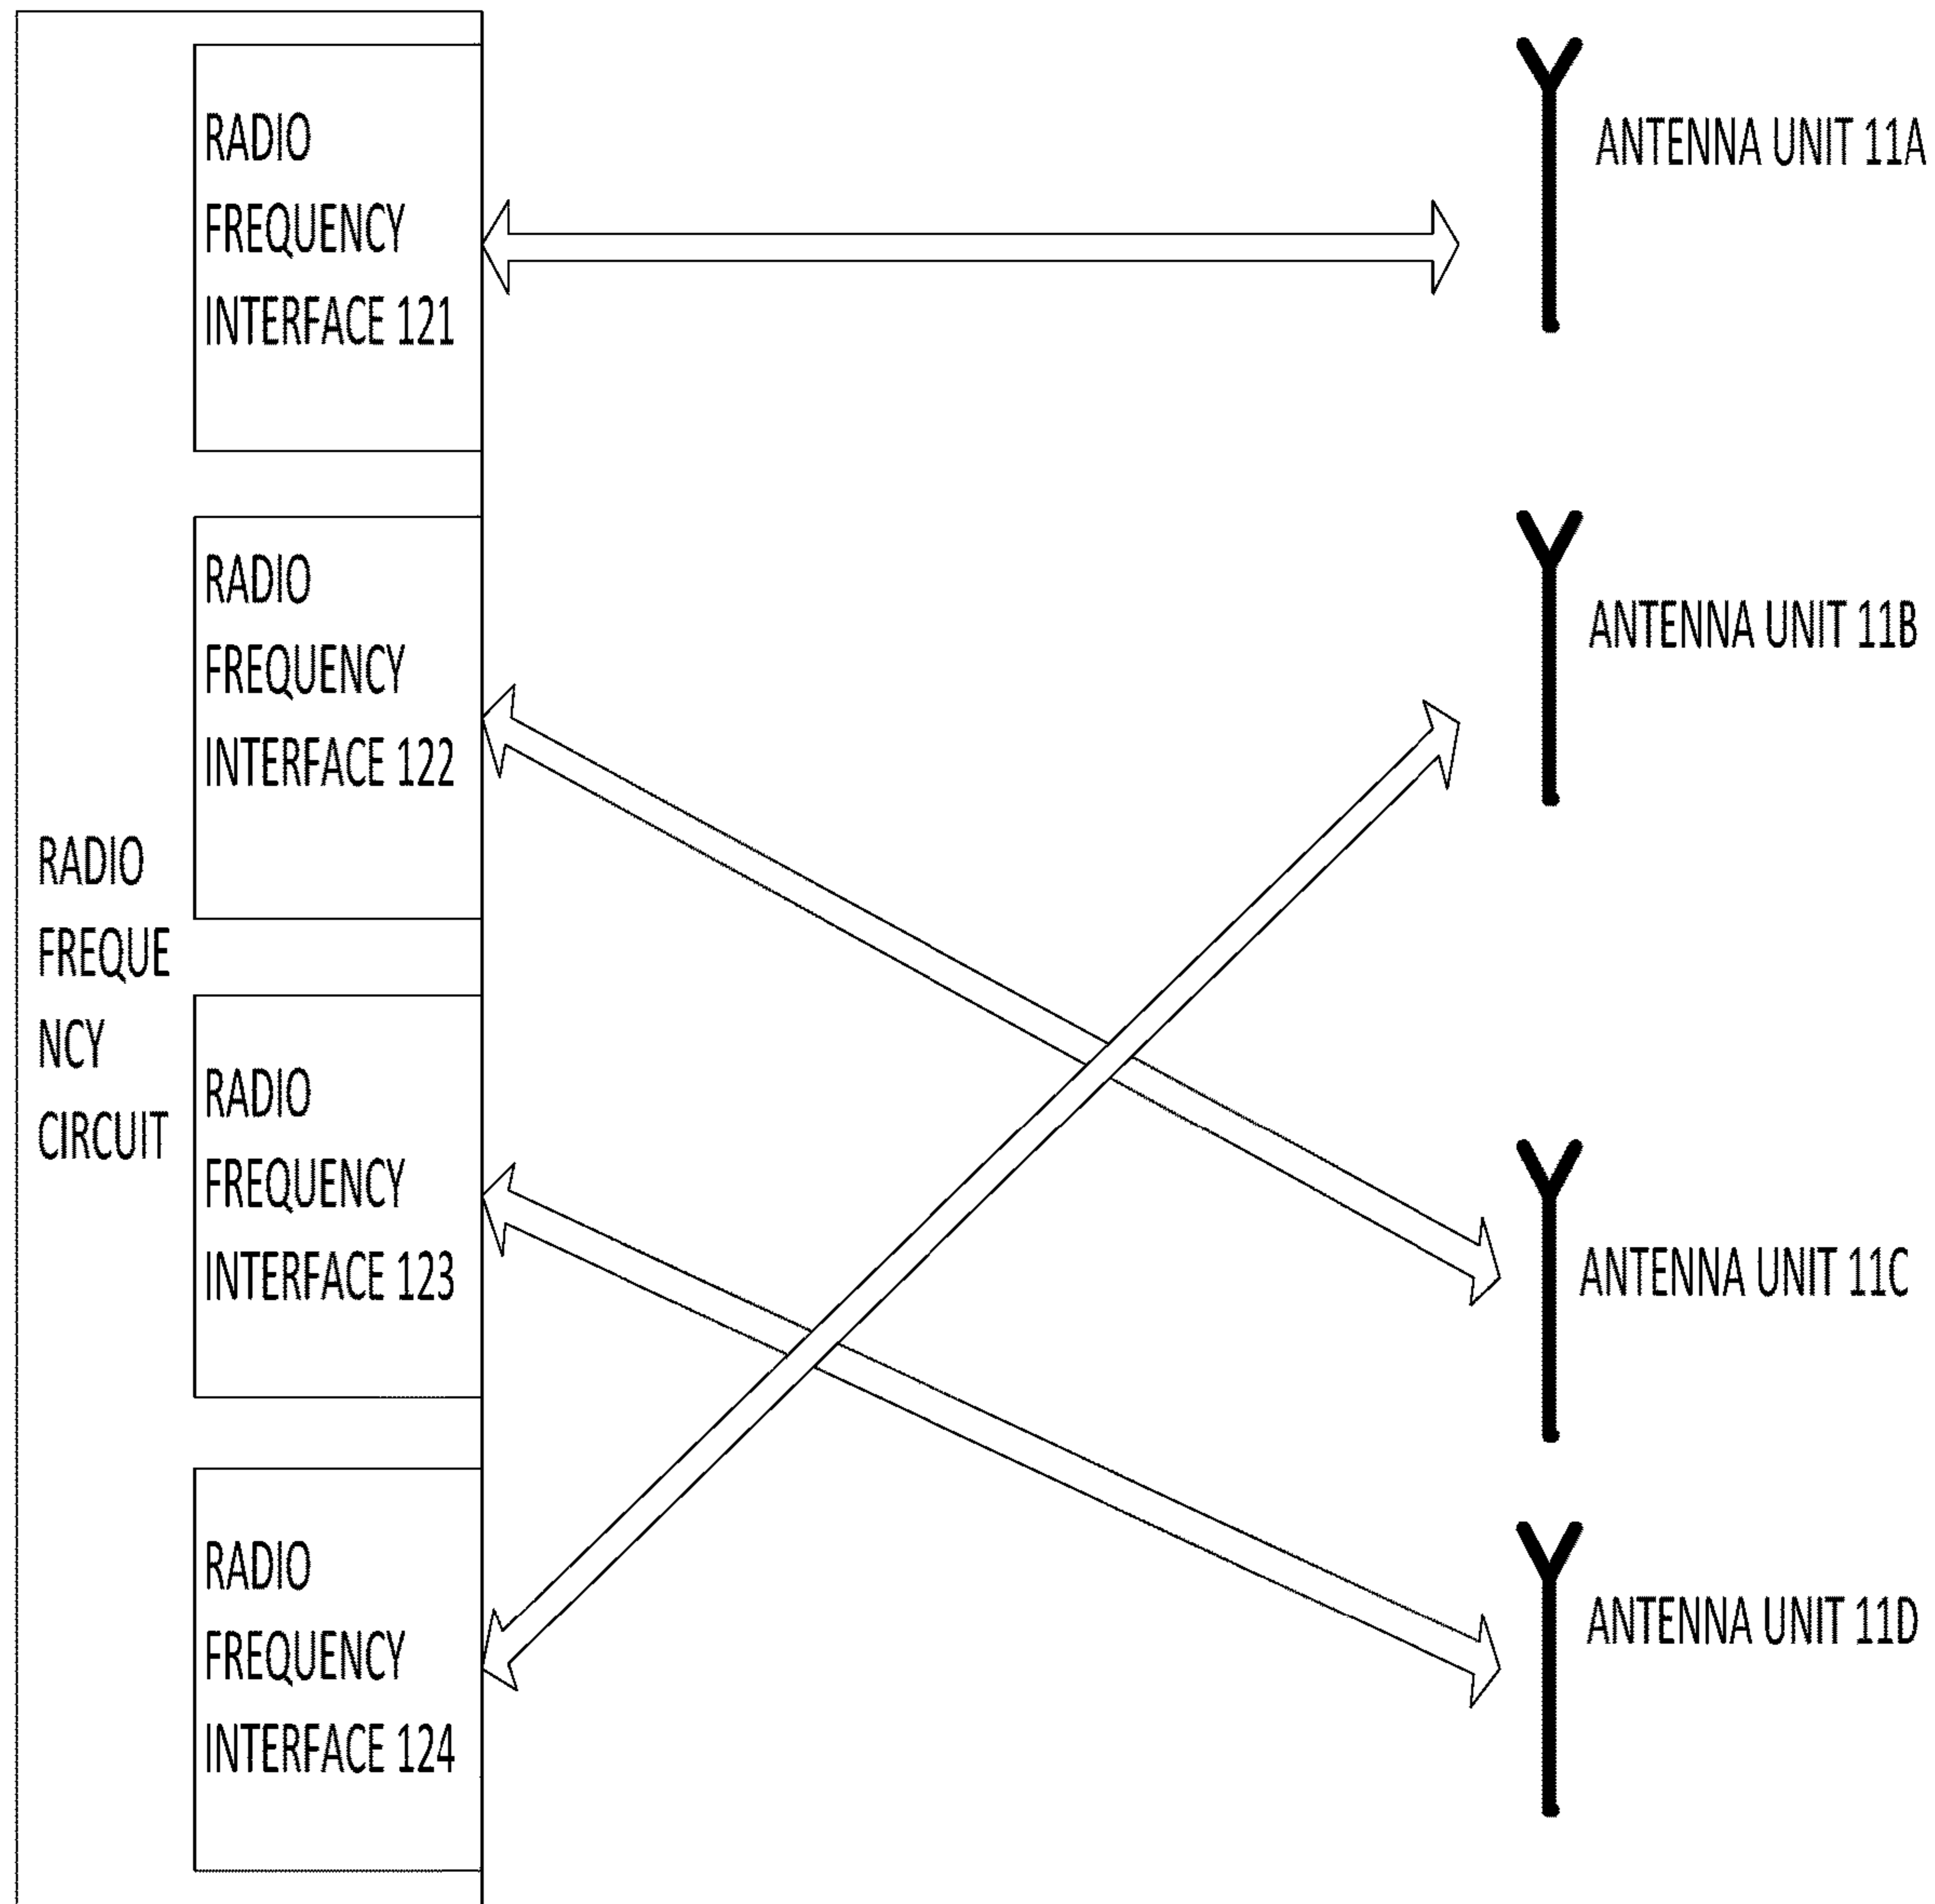 RADIO
FREQUENCY
INTERFACE 121
ANTENNA UNIT 11A
RADIO
FREQUENCY
INTERFACE 122
ANTENNA UNIT 11B
RADIO
FREQUE
NCY
CIRCUIT
RADIO
FREQUENCY
INTERFACE 123
ANTENNA UNIT 11C
RADIO
FREQUENCY
INTERFACE 124
ANTENNA UNIT 11D